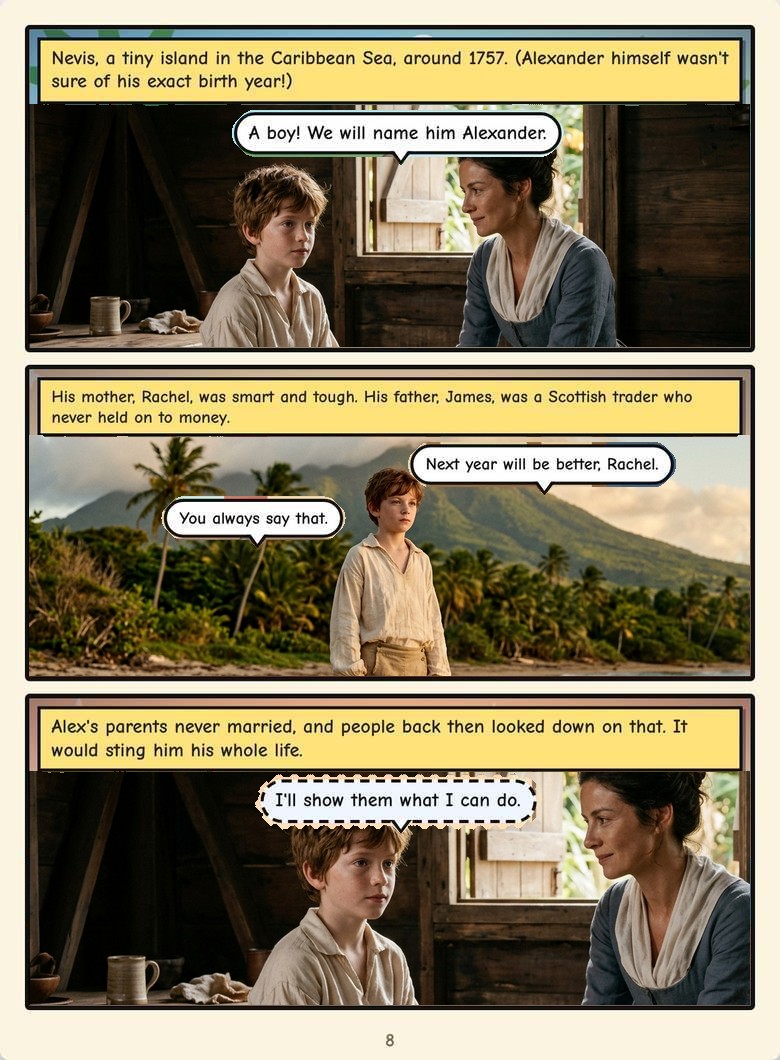 Nevis, a tiny island in the Caribbean Sea, around 1757. (Alexander himself wasn't
sure of his exact birth year!)
A boy! We will name him Alexander.
His mother, Rachel, was smart and tough. His father, James, was a Scottish trader who
never held on to money.
Next year will be better, Rachel.
You always say that.
Alex's parents never married, and people back then looked down on that. It
would sting him his whole life.
I'll show them what I can do.
8